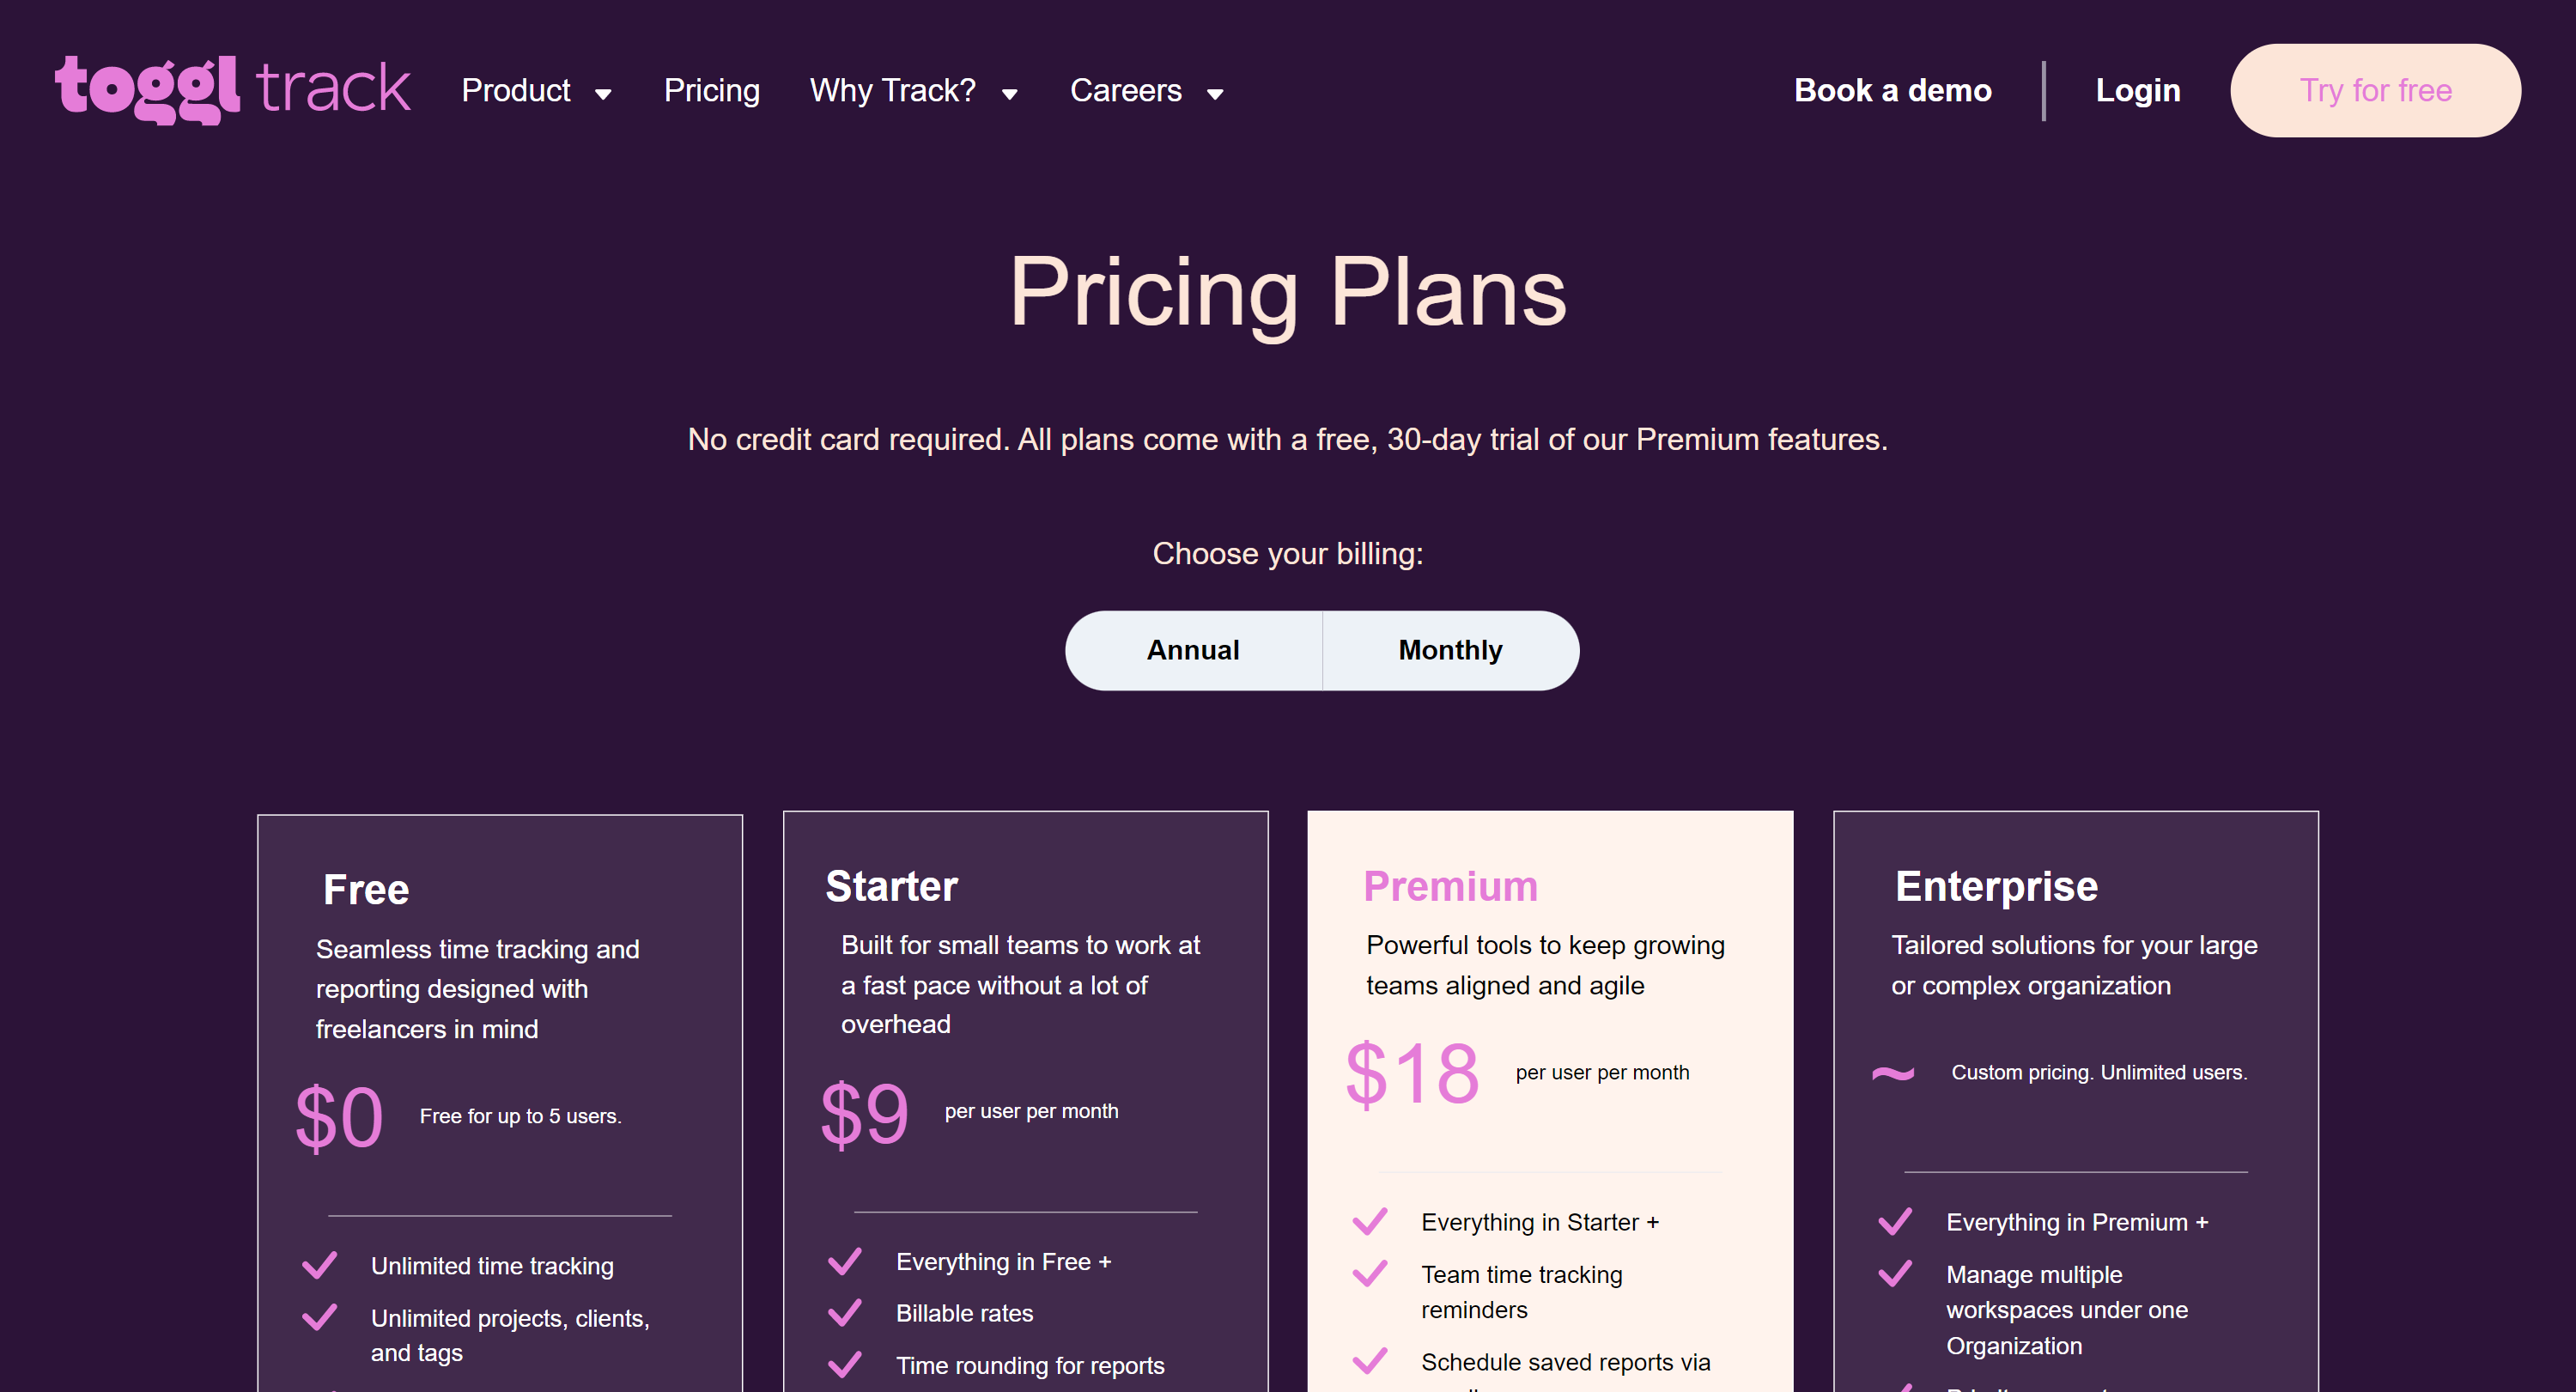 toggl track
Product
Pricing
Why Track?
Careers
Book a demo
Login
Try for free
Pricing Plans
No credit card required. All plans come with a free, 30-day trial of our Premium features.
Choose your billing:
Annual
Monthly
Free
Seamless time tracking and
reporting designed with
freelancers in mind
$0
Free for up to 5 users.
Unlimited time tracking
Unlimited projects, clients,
and tags
Starter
Built for small teams to work at
a fast pace without a lot of
overhead
$9
per user per month
Everything in Free +
Billable rates
Time rounding for reports
Premium
Powerful tools to keep growing
teams aligned and agile
$18
per user per month
Everything in Starter +
Team time tracking
reminders
Schedule saved reports via
Enterprise
Tailored solutions for your large
or complex organization
~
Custom pricing. Unlimited users.
Everything in Premium +
Manage multiple
workspaces under one
Organization